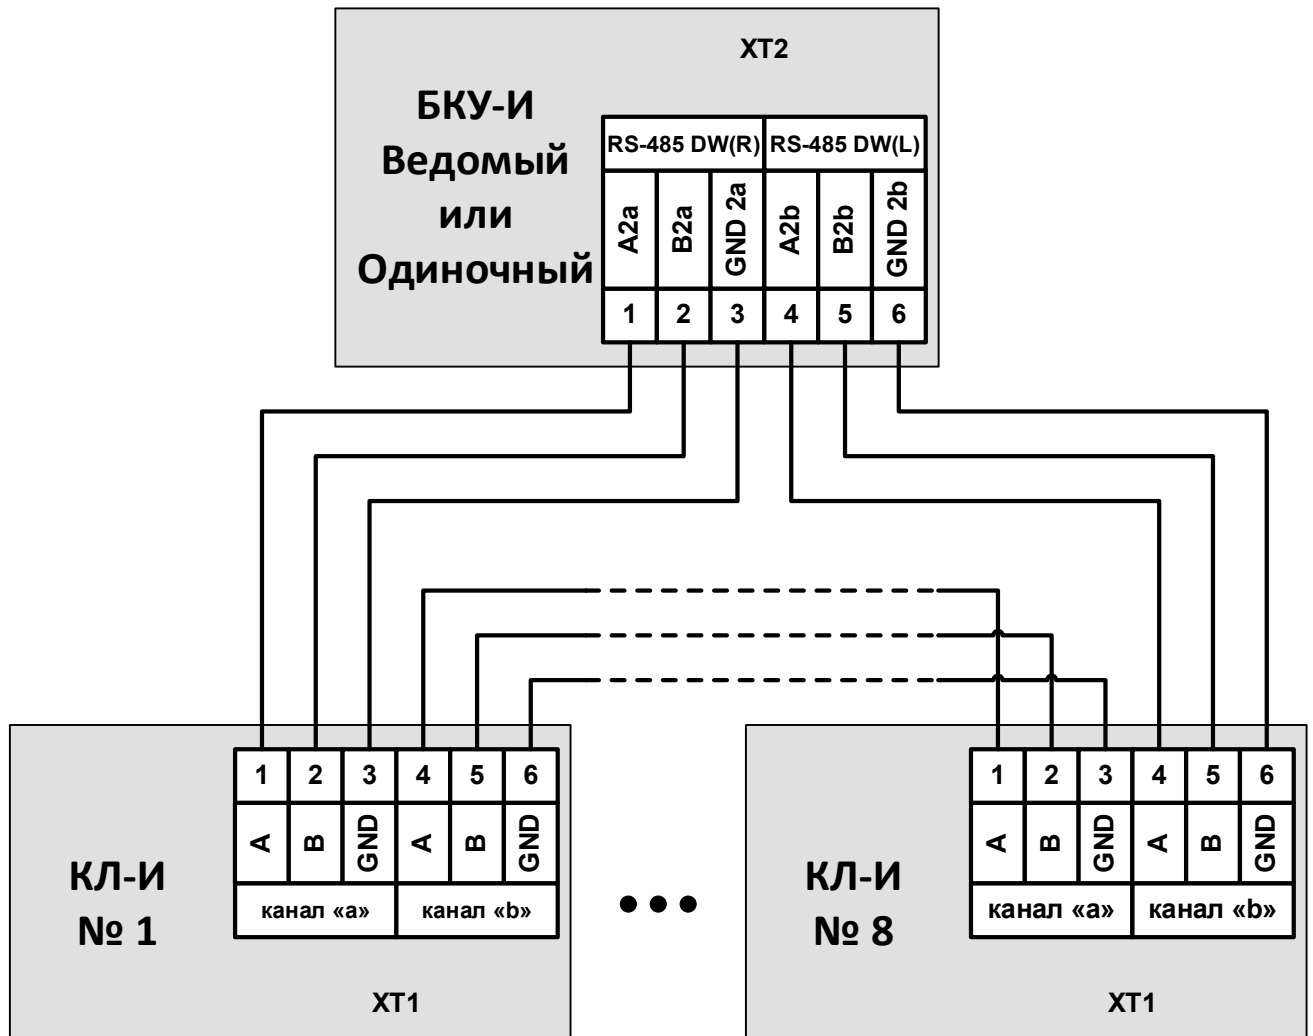 XT2
БКУ-И
Ведомый
или
Одиночный
RS-485 DW(R) RS-485 DW(L)
A2a B2a GND 2a A2b B2b GND 2b
1 2 3 4 5 6
1 2 3 4 5 6
A B GND A B GND
канал «a» канал «b»
КЛ-И
№ 1
XT1
1 2 3 4 5 6
A B GND A B GND
канал «a» канал «b»
КЛ-И
№ 8
XT1